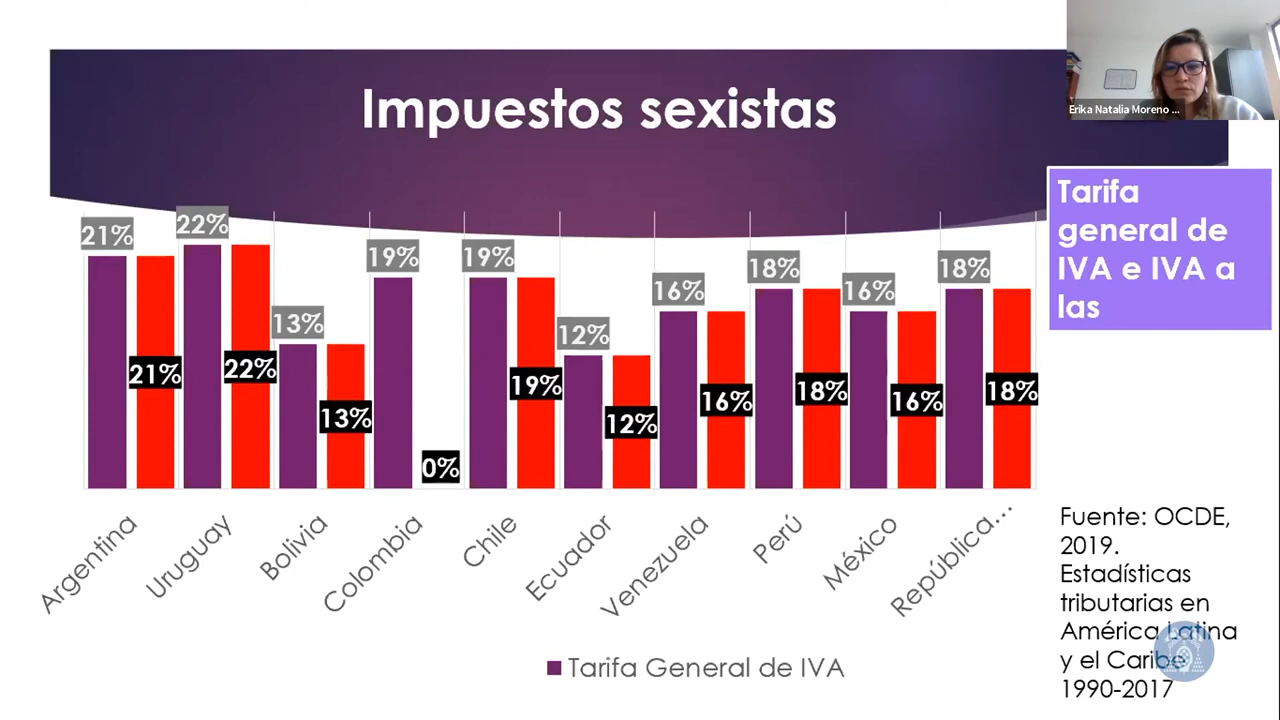 Impuestos sexistas
Erika Natalia Moreno ...
Tarifa
general de
IVA e IVA a
las
21%
22%
13%
19%
19%
12%
16%
18%
16%
18%
21%
22%
13%
0%
19%
12%
16%
18%
16%
18%
Argentina
Uruguay
Bolivia
Colombia
Chile
Ecuador
Venezuela
Perú
México
República...
Tarifa General de IVA
Fuente: OCDE,
2019.
Estadísticas
tributarias en
América Latina
y el Caribe
1990-2017